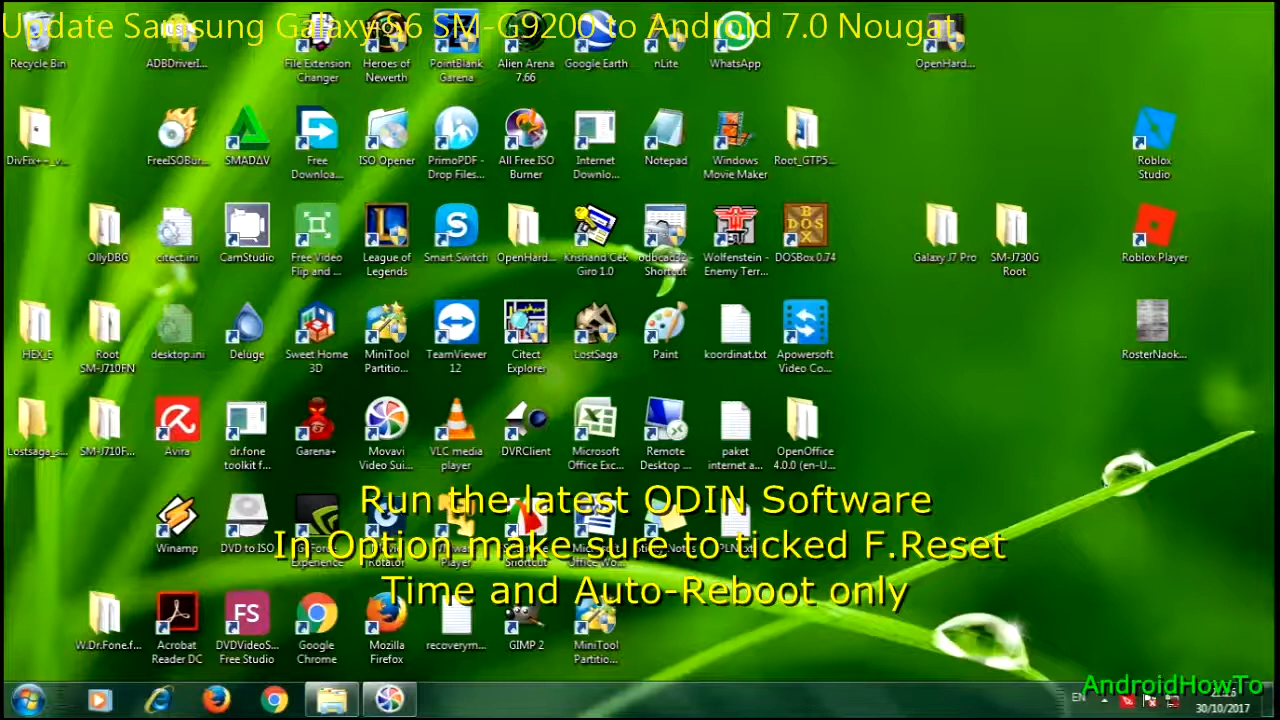 Update Samsung Galaxy S6 SM-G9200 to Android 7.0 Nougat
Recycle Bin
ADBDriverI...
File Extension
Changer
Heroes of
Newerth
PointBlank
Garena
Alien Arena
7.66
Google Earth
nLite
WhatsApp
OpenHard...
DivFix++_v...
FreeISOBur...
SMADΔV
Free
Downloa...
ISO Opener
PrimoPDF -
Drop Files...
All Free ISO
Burner
Internet
Downlo...
Notepad
Windows
Movie Maker
Root_GTP5...
Roblox
Studio
OllyDBG
citect.ini
CamStudio
Free Video
Flip and ...
League of
Legends
Smart Switch
OpenHard...
Krishand Cek
Giro 1.0
odbcad32 -
Shortcut
Wolfenstein -
Enemy Terr...
DOSBox 0.74
Galaxy J7 Pro
SM-J730G
Root
Roblox Player
HEX_E
Root
SM-J710FN
desktop.ini
Deluge
Sweet Home
3D
MiniTool
Partitio...
TeamViewer
12
Citect
Explorer
LostSaga
Paint
koordinat.txt
Apowersoft
Video Co...
RosterNaok...
Lostsaga_s...
SM-J710F...
Avira
dr.fone
toolkit f...
Garena+
Movavi
Video Sui...
VLC media
player
DVRClient
Microsoft
Office Exc...
Remote
Desktop ...
paket
internet a...
OpenOffice
4.0.0 (en-U...
Run the latest ODIN Software
In Option make sure to ticked F.Reset
Time and Auto-Reboot only
Winamp
DVD to ISO
Experience
Rotator
Player
Shortcut
W.Dr.Fone.f...
Acrobat
Reader DC
DVDVideoS...
Free Studio
Google
Chrome
Mozilla
Firefox
recoverym...
GIMP 2
MiniTool
Partitio...
AndroidHowTo
EN
30/10/2017